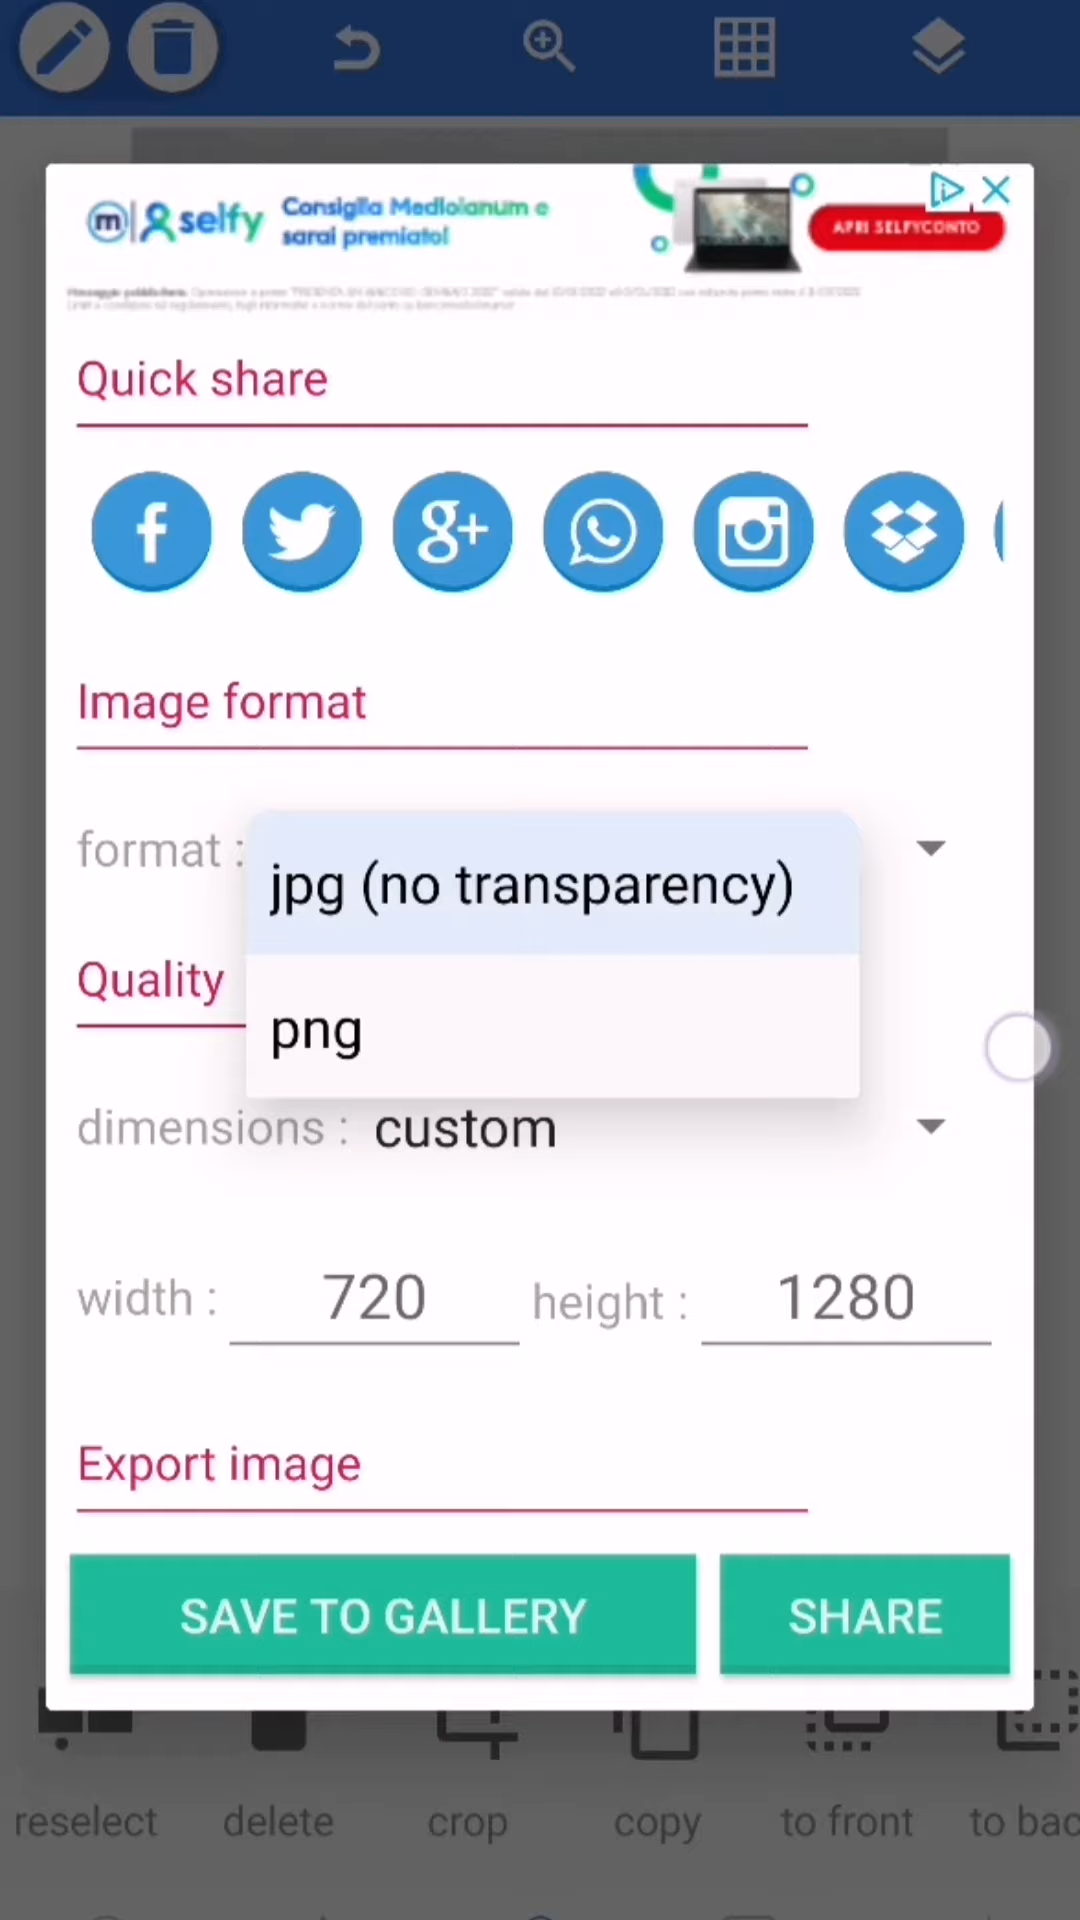 m selfy
Consiglia Mediolanum e
sarai premiato!
APRI SELFYCONTO
Quick share
Image format
format :
jpg (no transparency)
png
Quality
dimensions : custom
width : 720 height : 1280
Export image
SAVE TO GALLERY SHARE
reselect delete crop copy to front to bac